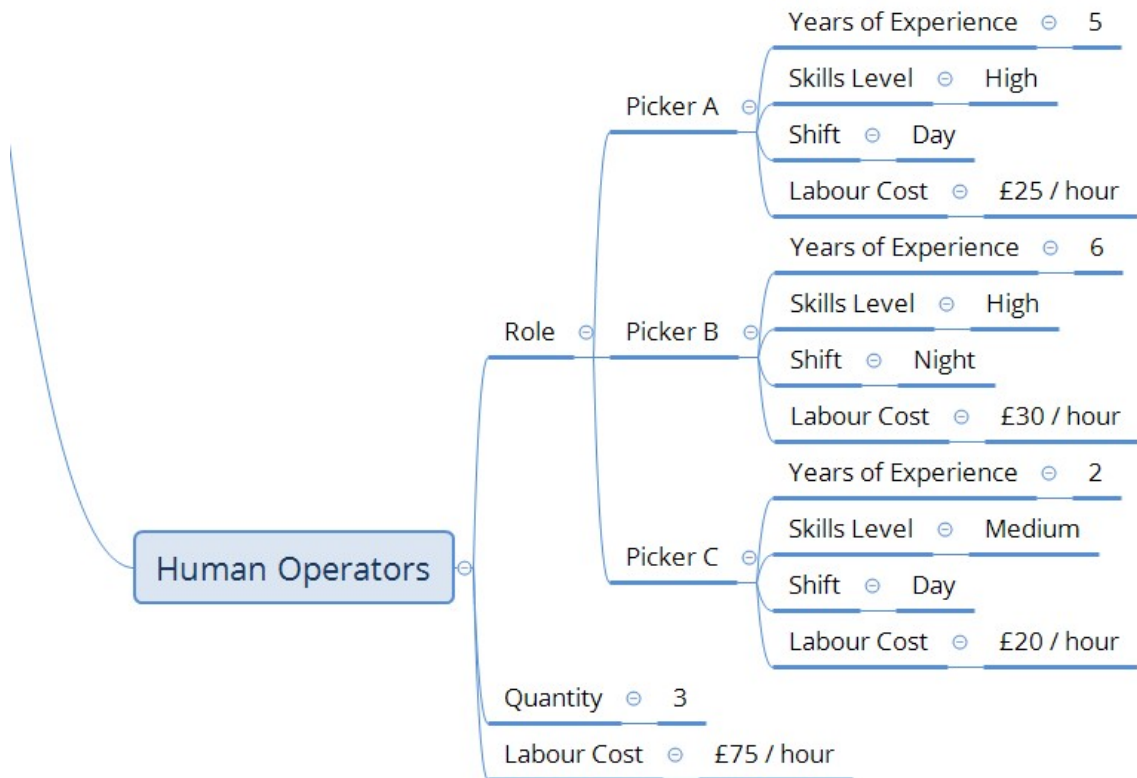 Years of Experience 5
Skills Level High
Picker A
Shift Day
Labour Cost £25 / hour
Years of Experience 6
Skills Level High
Role
Picker B
Shift Night
Labour Cost £30 / hour
Years of Experience 2
Skills Level Medium
Picker C
Human Operators
Shift Day
Labour Cost £20 / hour
Quantity 3
Labour Cost £75 / hour